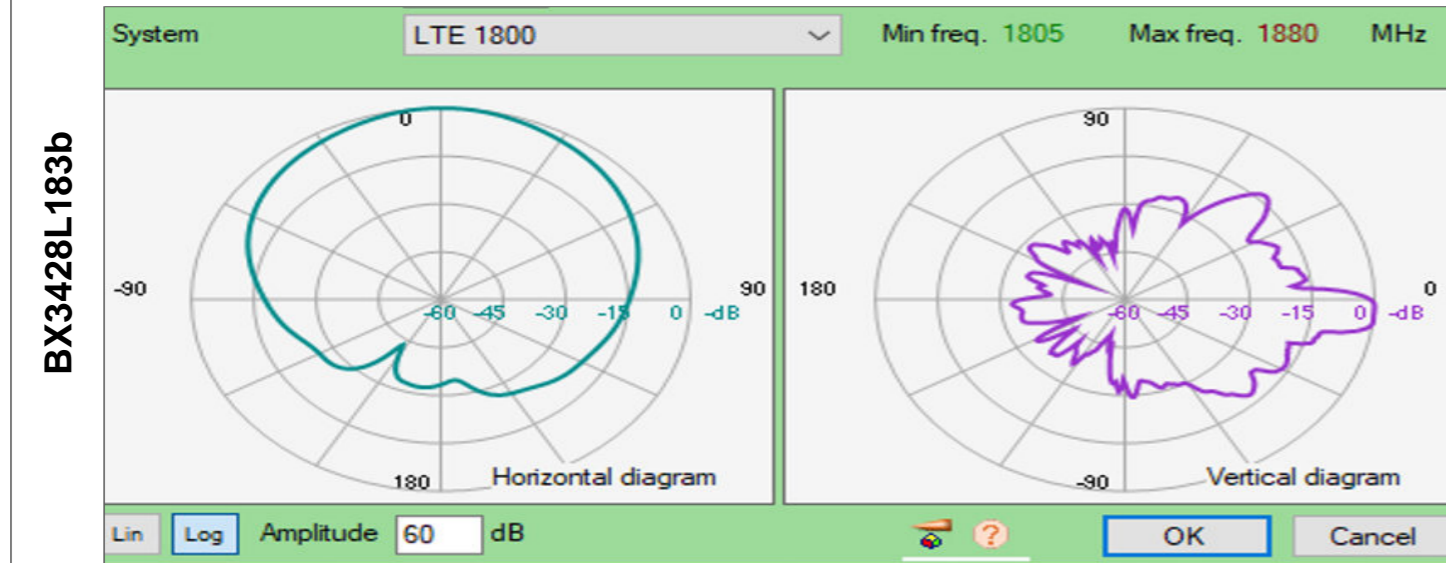 BX3428L183b
System LTE 1800 Min freq. 1805 Max freq. 1880 MHz
0
-90 90
-60 -45 -30 -15 0 -dB
180 Horizontal diagram
90
180 0
-60 -45 -30 -15 0 -dB
-90 Vertical diagram
Lin Log Amplitude 60 dB ? OK Cancel